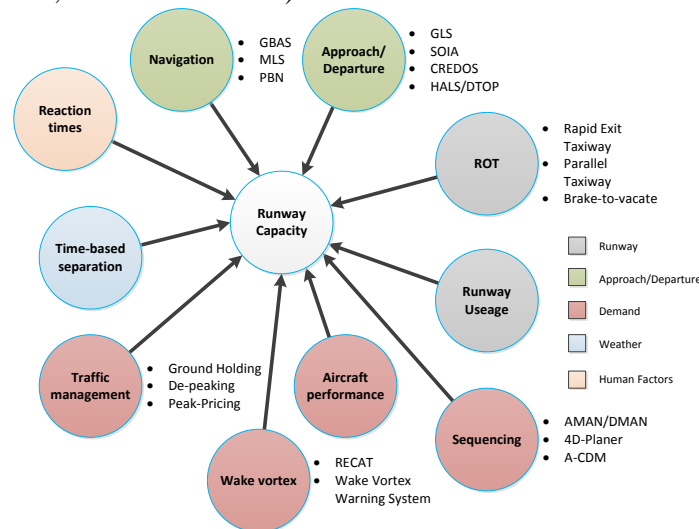 Navigation
• GBAS
• MLS
• PBN
Approach/
Departure
• GLS
• SOIA
• CREDOS
• HALS/DTOP
Reaction
times
ROT
• Rapid Exit
Taxiway
• Parallel
Taxiway
• Brake-to-vacate
Runway
Capacity
Time-based
separation
Runway
Useage
Runway
Approach/Departure
Demand
Weather
Human Factors
Traffic
management
• Ground Holding
• De-peaking
• Peak-Pricing
Aircraft
performance
Sequencing
• AMAN/DMAN
• 4D-Planer
• A-CDM
Wake vortex
• RECAT
• Wake Vortex
Warning System